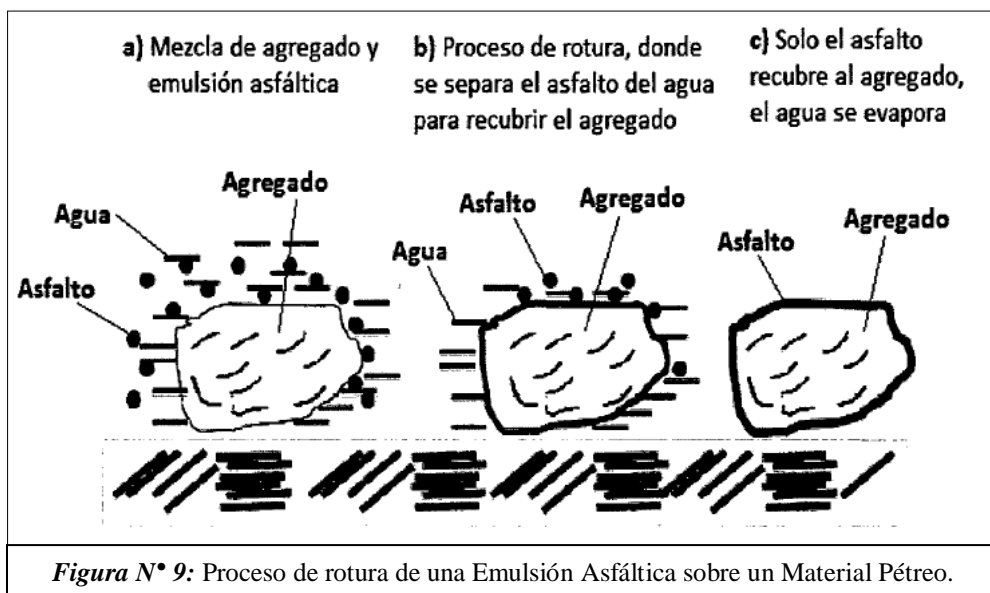 a) Mezcla de agregado y
emulsión asfáltica
b) Proceso de rotura, donde
se separa el asfalto del agua
para recubrir el agregado
c) Solo el asfalto
recubre al agregado,
el agua se evapora
Agregado
Agua
Asfalto
Asfalto
Agregado
Agua
Asfalto
Agregado
Figura N° 9: Proceso de rotura de una Emulsión Asfáltica sobre un Material Pétreo.